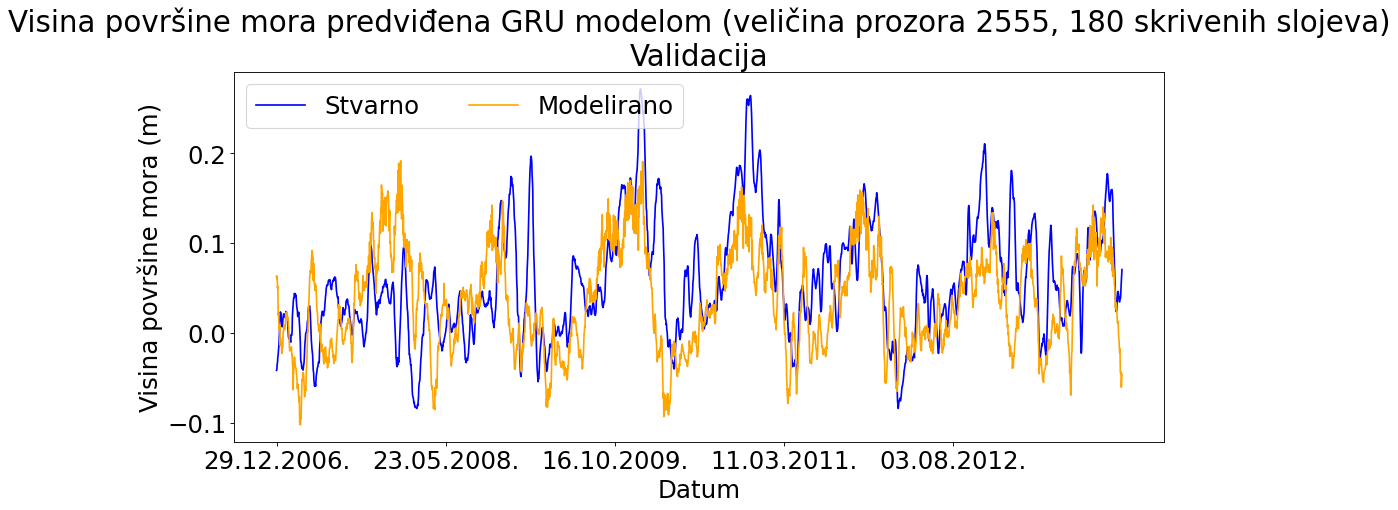 Visina površine mora predviđena GRU modelom (veličina prozora 2555, 180 skrivenih slojeva)
Validacija
Stvarno Modelirano
Visina površine mora (m)
0.2
0.1
0.0
−0.1
29.12.2006. 23.05.2008. 16.10.2009. 11.03.2011. 03.08.2012.
Datum